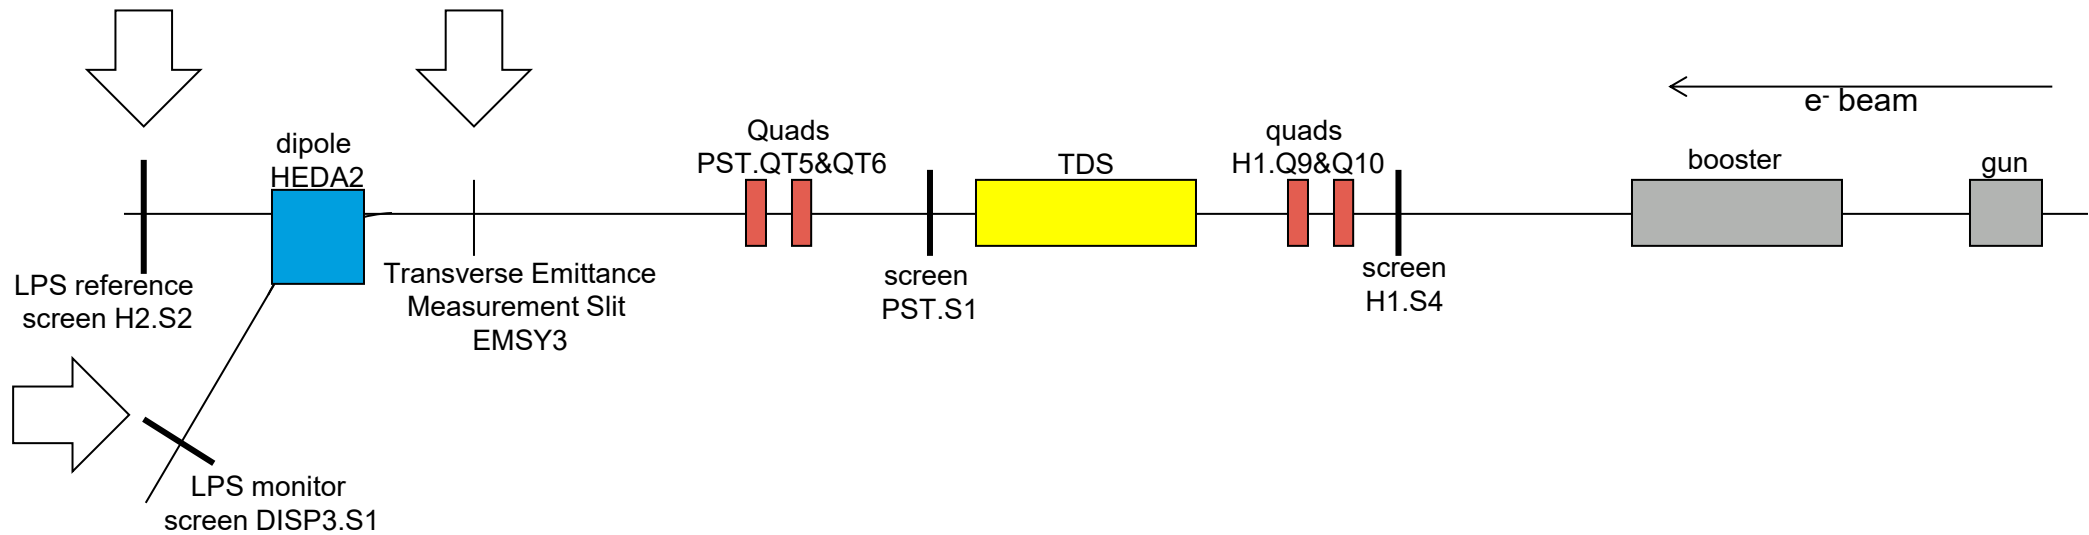 e⁻ beam
dipole
HEDA2
Quads
PST.QT5&QT6
TDS
quads
H1.Q9&Q10
booster
gun
LPS reference
screen H2.S2
Transverse Emittance
Measurement Slit
EMSY3
screen
PST.S1
screen
H1.S4
LPS monitor
screen DISP3.S1